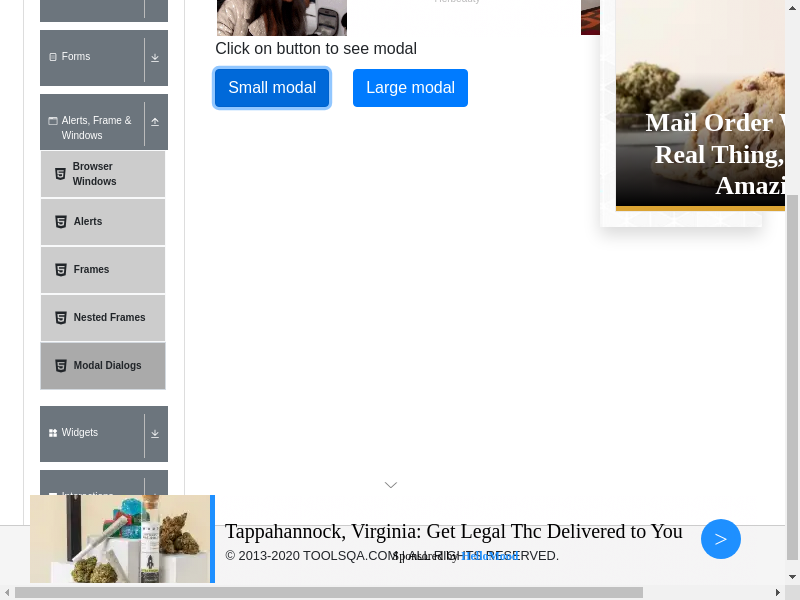 Click on button to see modal
Small modal
Large modal
Forms
Alerts, Frame &
Windows
Browser
Windows
Alerts
Frames
Nested Frames
Modal Dialogs
Widgets
Mail Order
Real Thing,
Amazi
Tappahannock, Virginia: Get Legal Thc Delivered to You
>
© 2013-2020 TOOLSQA.COM | ALL RIGHTS RESERVED.